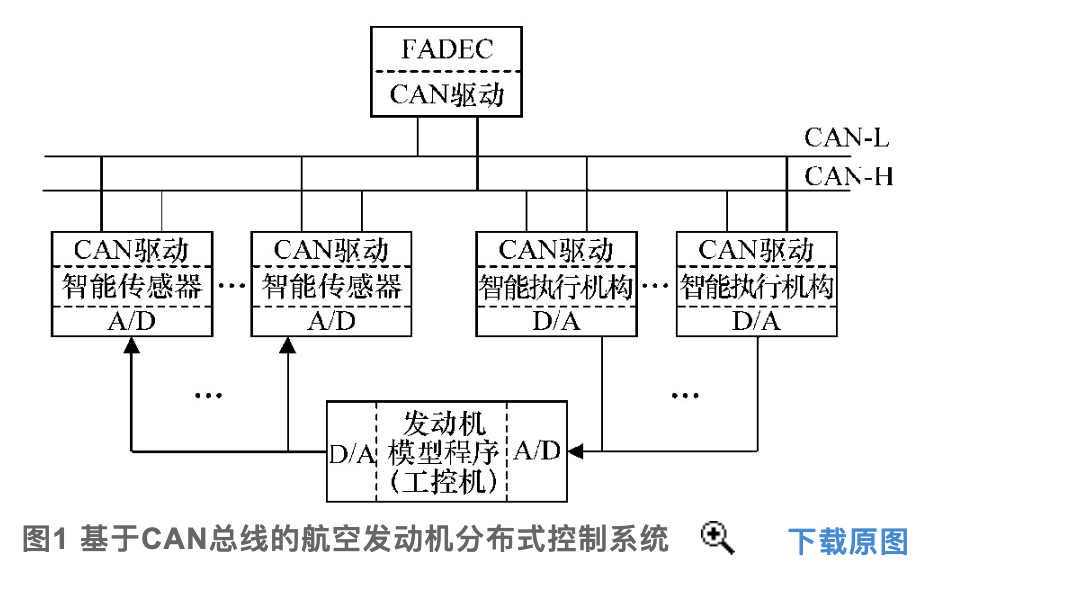 FADEC
CAN驱动
CAN-L
CAN-H
CAN驱动
智能传感器
A/D
…
CAN驱动
智能传感器
A/D
CAN驱动
智能执行机构
D/A
…
CAN驱动
智能执行机构
D/A
…
…
D/A
发动机
模型程序
(工控机)
A/D
图1 基于CAN总线的航空发动机分布式控制系统
下载原图